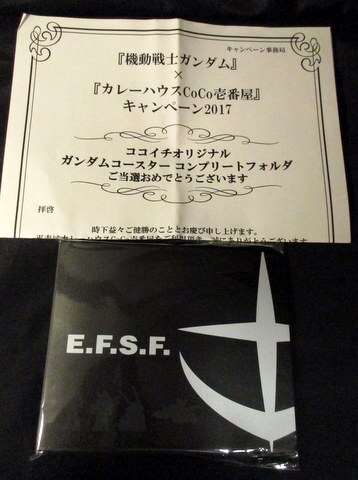 キャンペーン事務局
『機動戦士ガンダム』
×
『カレーハウスCoCo壱番屋』
キャンペーン2017
ココイチオリジナル
ガンダムコースター コンプリートフォルダ
ご当選おめでとうございます
拝啓
時下益々ご健勝のこととお慶び申し上げます。
E.F.S.F.